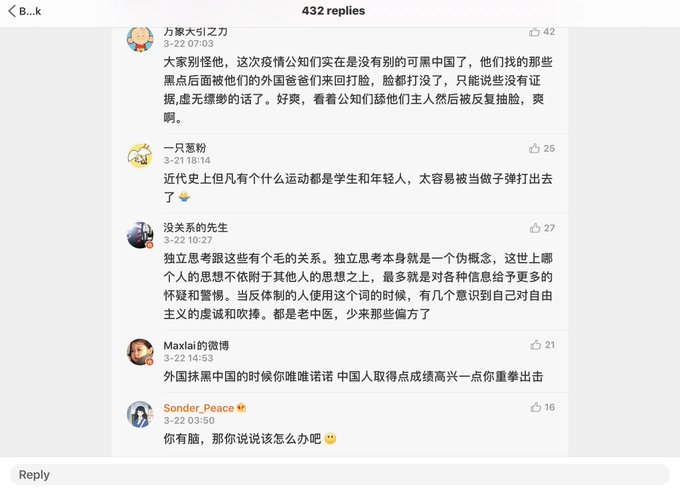 B...k
432 replies
万象天引之力
42
3-22 07:03
大家别怪他，这次疫情公知们实在是没有别的可黑中国了，他们找的那些
黑点后面被他们的外国爸爸们来回打脸，脸都打没了，只能说些没有证
据,虚无缥缈的话了。好爽，看着公知们舔他们主人然后被反复抽脸，爽
啊。
一只葱粉
25
3-21 18:14
近代史上但凡有个什么运动都是学生和年轻人，太容易被当做子弹打出去
了
没关系的先生
27
3-22 10:27
独立思考跟这些有个毛的关系。独立思考本身就是一个伪概念，这世上哪
个人的思想不依附于其他人的思想之上，最多就是对各种信息给予更多的
怀疑和警惕。当反体制的人使用这个词的时候，有几个意识到自己对自由
主义的虔诚和吹捧。都是老中医，少来那些偏方了
Maxlai的微博
21
3-22 14:53
外国抹黑中国的时候你唯唯诺诺 中国人取得点成绩高兴一点你重拳出击
Sonder_Peace
16
3-22 03:50
你有脑，那你说说该怎么办吧
Reply